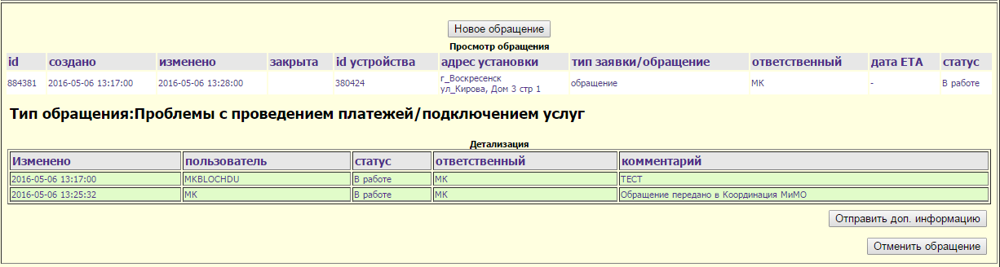 Новое обращение
Просмотр обращения
id создано изменено закрыта id устройства адрес установки тип заявки/обращение ответственный дата ETA статус
884381 2016-05-06 13:17:00 2016-05-06 13:28:00 380424 г_Воскресенск ул_Кирова, Дом 3 стр 1 обращение МК - В работе
Тип обращения:Проблемы с проведением платежей/подключением услуг
Детализация
Изменено пользователь статус ответственный комментарий
2016-05-06 13:17:00 MKBLOCHDU В работе МК ТЕСТ
2016-05-06 13:25:32 МК В работе МК Обращение передано в Координация МиМО
Отправить доп. информацию
Отменить обращение